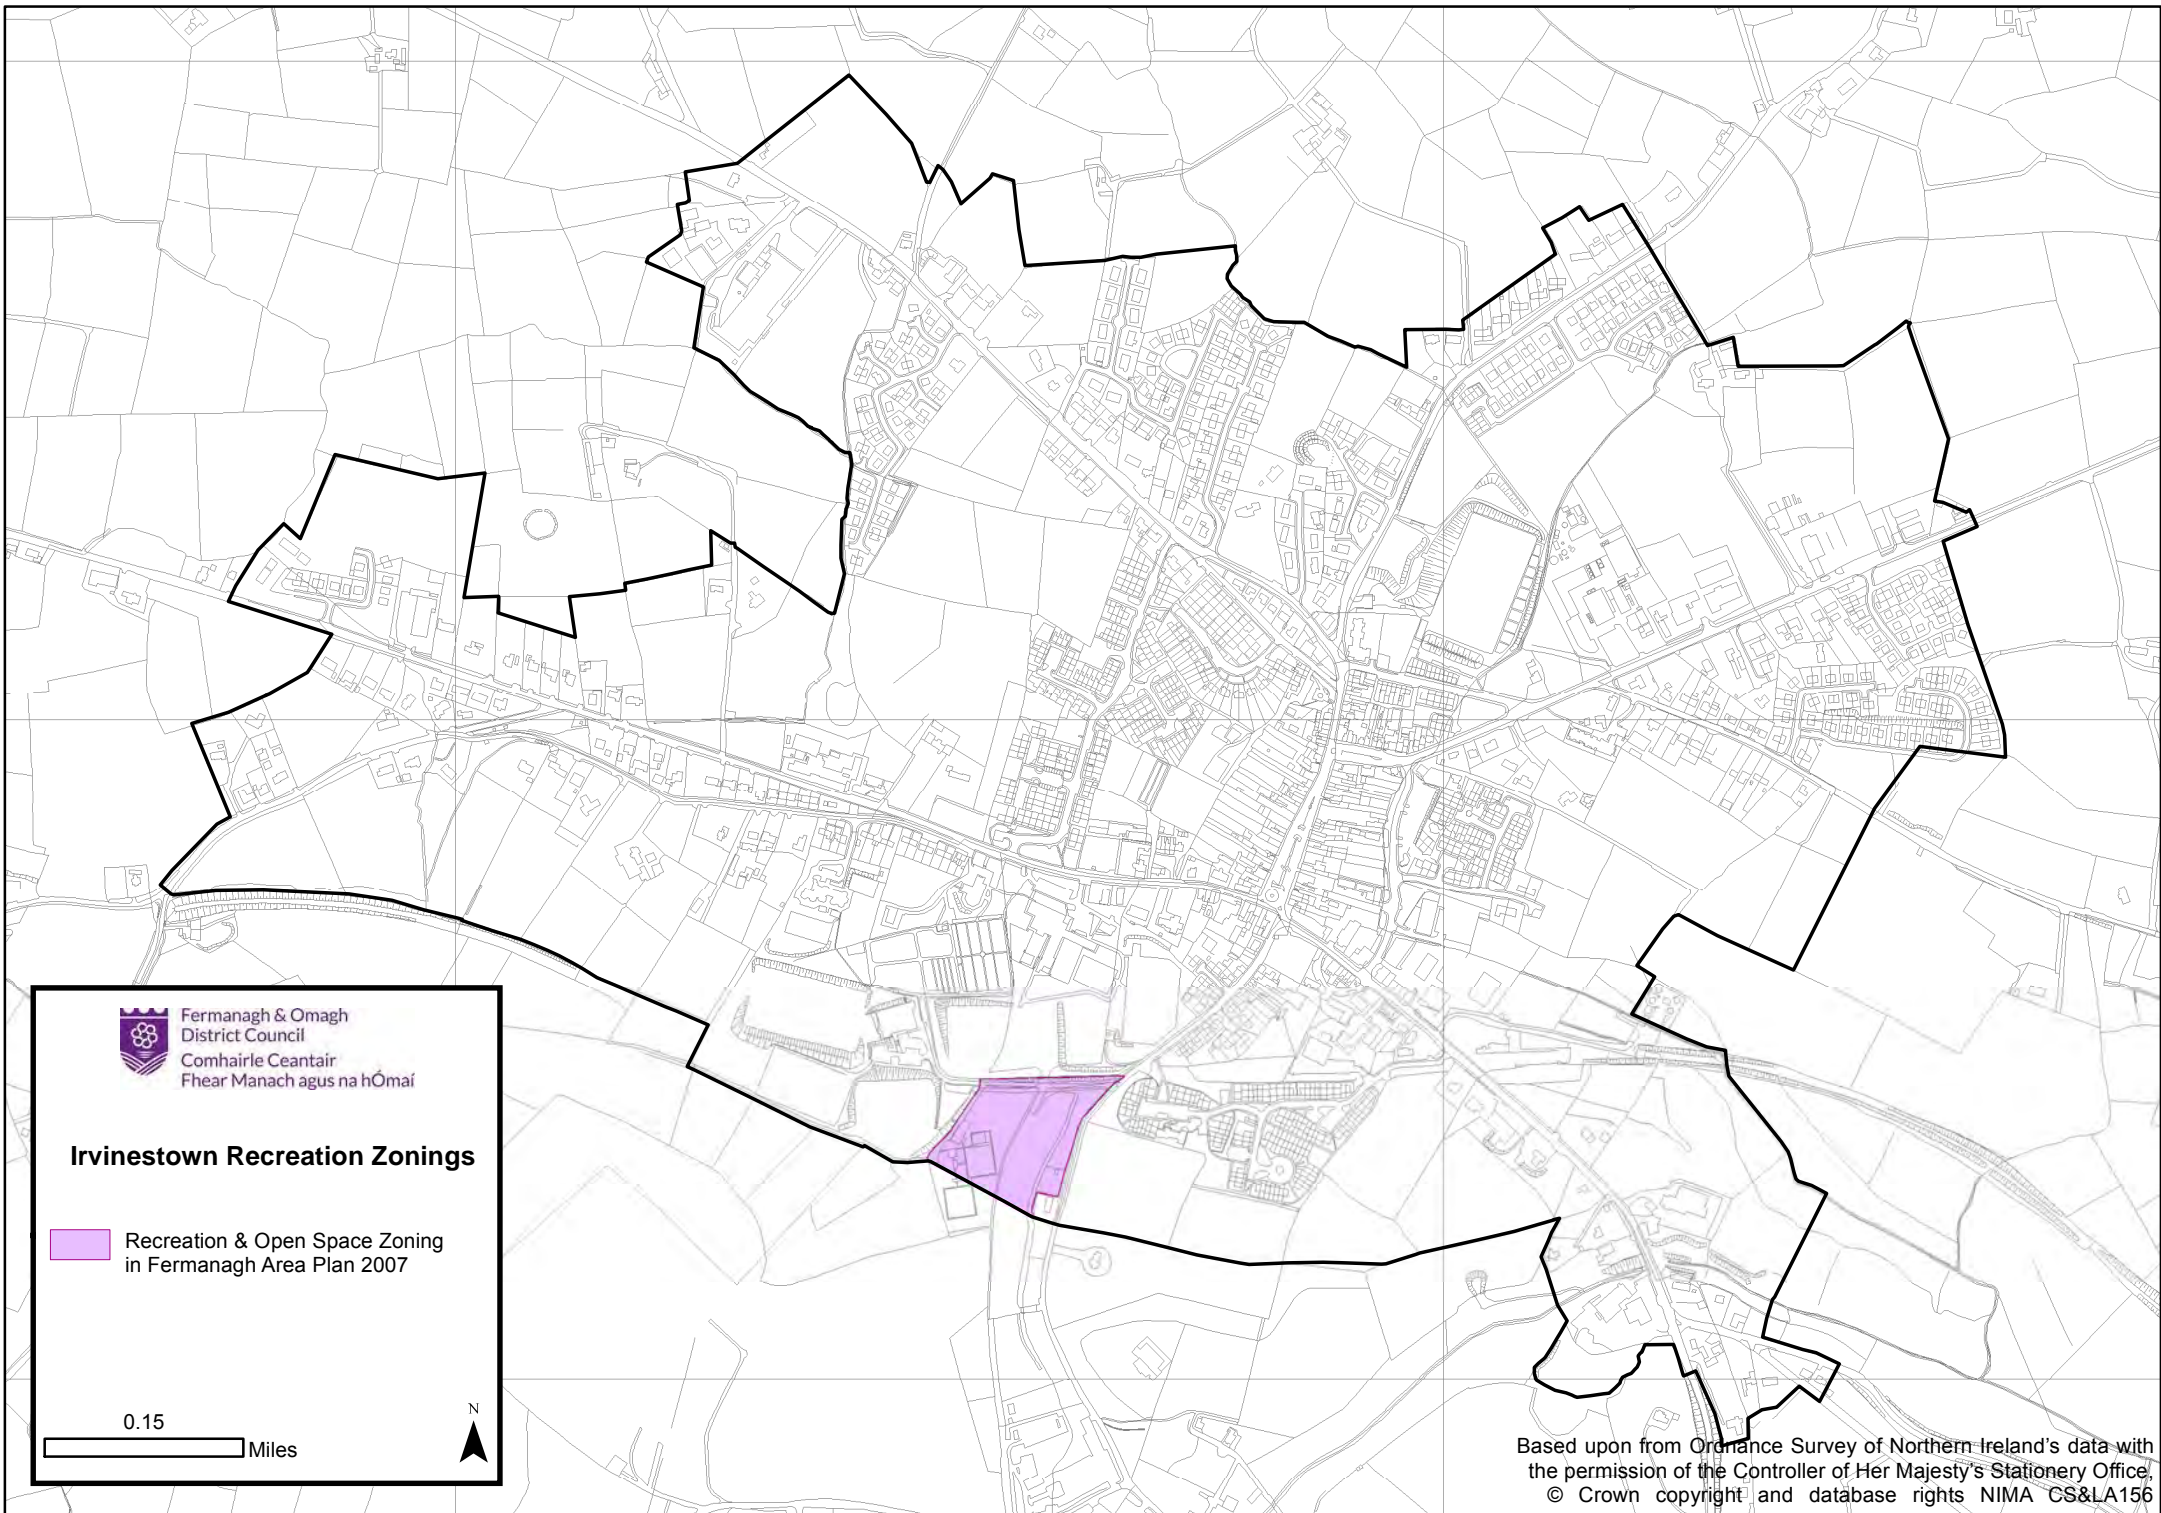 Fermanagh & Omagh
District Council
Comhairle Ceantair
Fhear Manach agus na hÓmaí
Irvinestown Recreation Zonings
Recreation & Open Space Zoning
in Fermanagh Area Plan 2007
0.15
Miles
N
Based upon from Ordnance Survey of Northern Ireland's data with
the permission of the Controller of Her Majesty's Stationery Office,
© Crown copyright and database rights NIMA CS&LA156